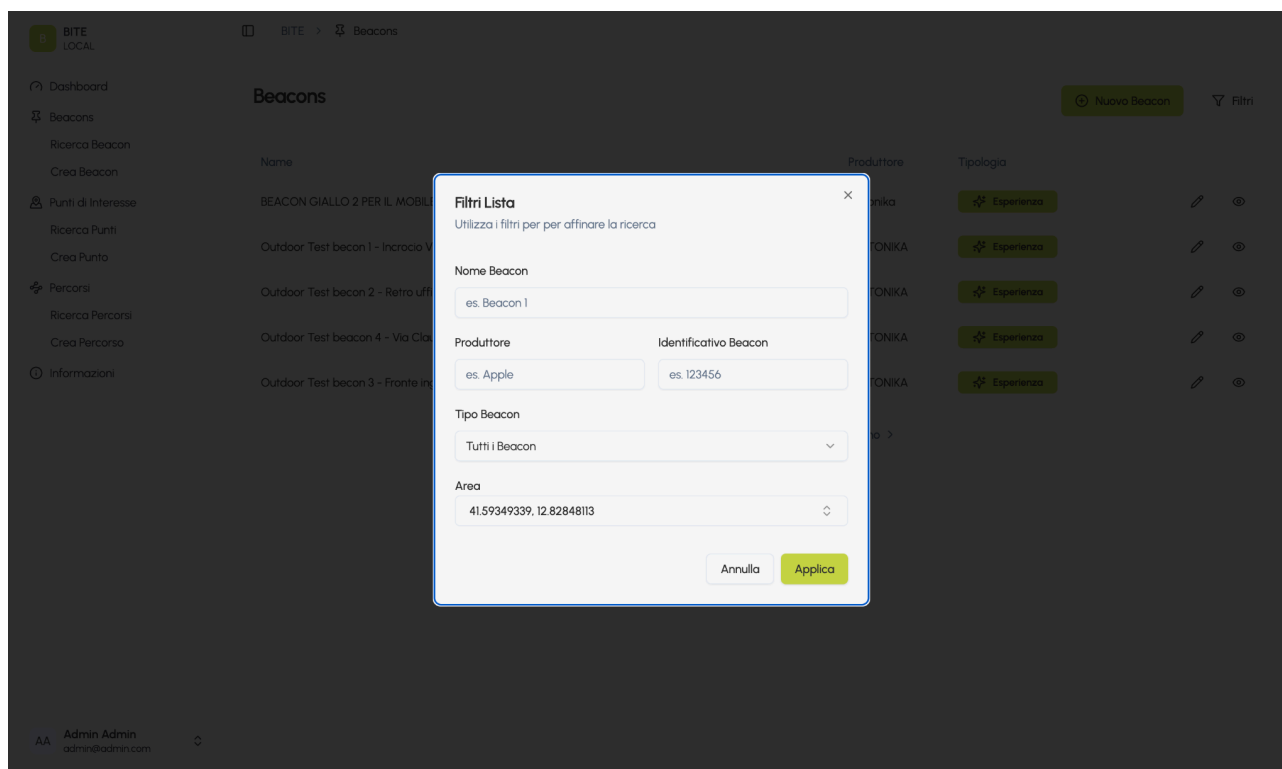 B
BITE
LOCAL
BITE > Beacons
Dashboard
Beacons
Ricerca Beacon
Crea Beacon
Punti di Interesse
Ricerca Punti
Crea Punto
Percorsi
Ricerca Percorsi
Crea Percorso
Informazioni
Beacons
Nuovo Beacon
Filtri
Name Produttore Tipologia
BEACON GIALLO 2 PER IL MOBILE Esperienza
Outdoor Test becon 1 - Incrocio V TONIKA Esperienza
Outdoor Test becon 2 - Retro uffi TONIKA Esperienza
Outdoor Test beacon 4 - Via Clau TONIKA Esperienza
Outdoor Test becon 3 - Fronte ing TONIKA Esperienza
Filtri Lista
Utilizza i filtri per per affinare la ricerca
Nome Beacon
es. Beacon 1
Produttore Identificativo Beacon
es. Apple es. 123456
Tipo Beacon
Tutti i Beacon
Area
41.59349339, 12.82848113
Annulla Applica
AA
Admin Admin
admin@admin.com